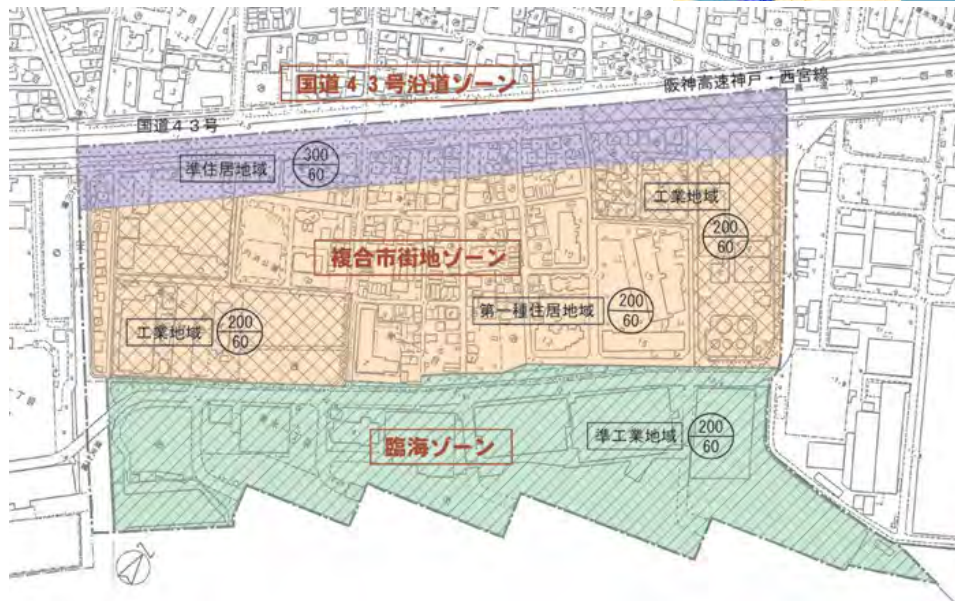 国道43号沿道ゾーン
阪神高速神戸・西宮線
国道43号
準住居地域
300
60
工業地域
200
60
複合市街地ゾーン
第一種住居地域
200
60
工業地域
200
60
臨海ゾーン
準工業地域
200
60